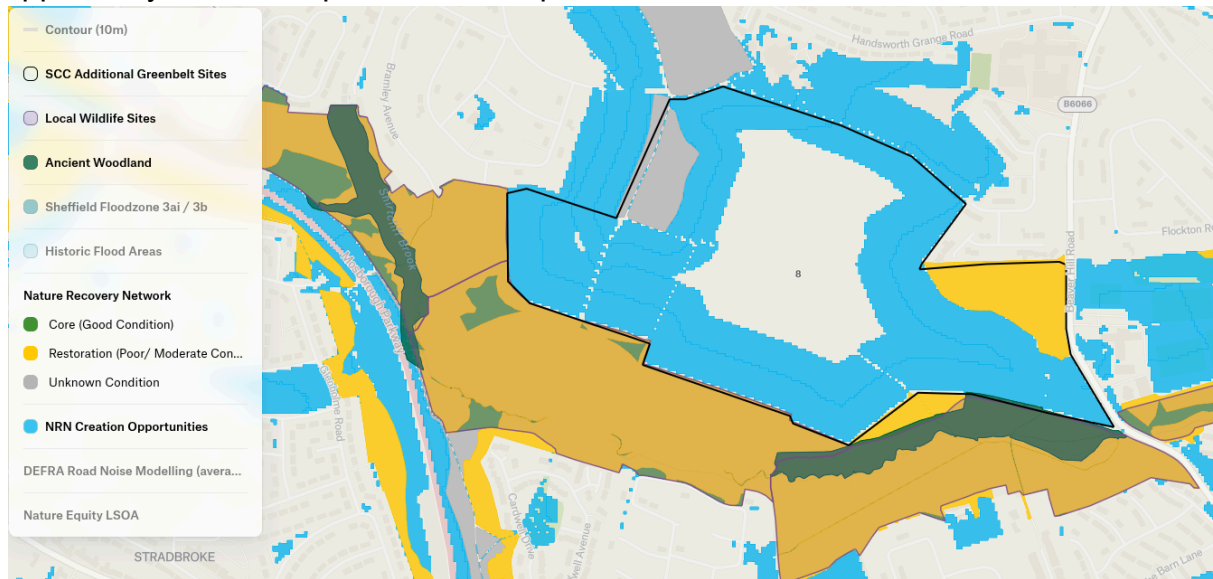 Contour (10m)
SCC Additional Greenbelt Sites
Local Wildlife Sites
Ancient Woodland
Sheffield Floodzone 3ai / 3b
Historic Flood Areas
Nature Recovery Network
Core (Good Condition)
Restoration (Poor/ Moderate Con...
Unknown Condition
NRN Creation Opportunities
DEFRA Road Noise Modelling (avera...
Nature Equity LSOA
STRADBROKE
Bramley Avenue
Handsworth Grange Road
B6066
Shirtcliff Brook
Mosborough Parkway
8
Beaver Hill Road
Flockton R
Cardwell Drive
well Avenue
Barn Lane